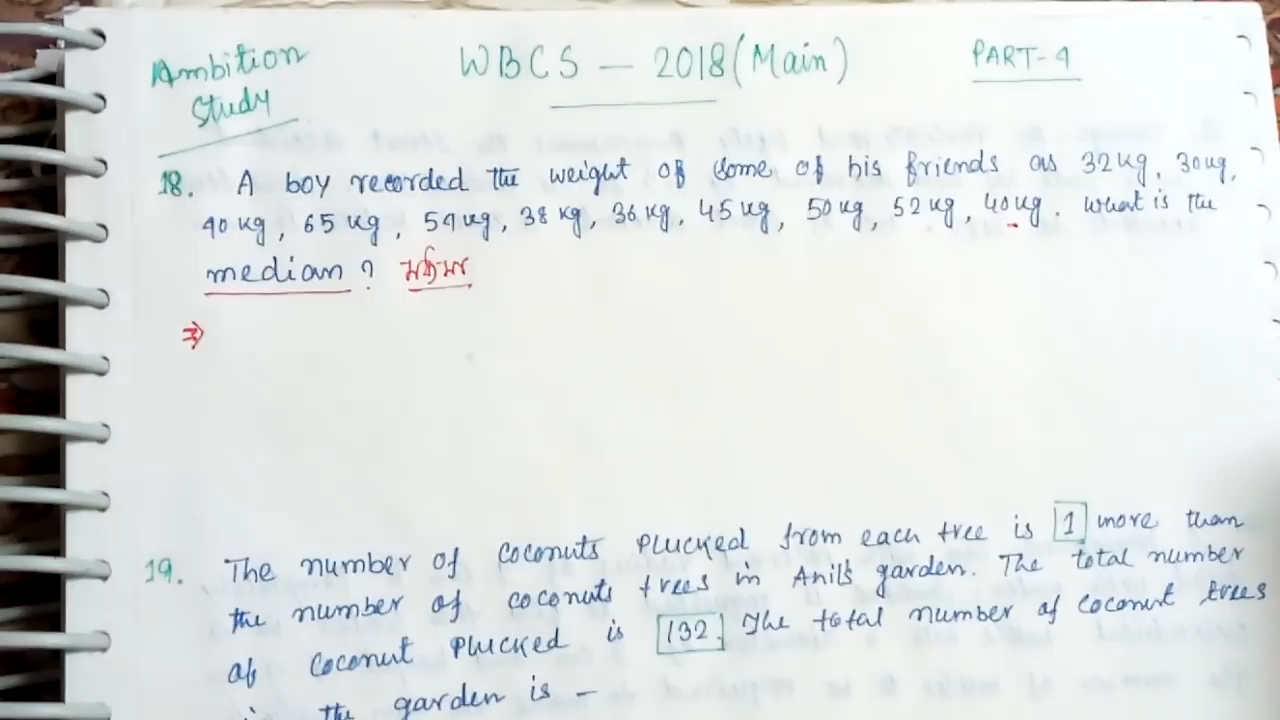 Ambition
Study
WBCS — 2018 (Main)
PART-4
18. A boy recorded the weight of some of his friends as 32 kg, 30 kg,
40 kg, 65 kg, 54 kg, 38 kg, 36 kg, 45 kg, 50 kg, 52 kg, 40 kg. What is the
median?
⇒
19. The number of coconuts plucked from each tree is 1 more than
the number of coconuts trees in Anil's garden. The total number
of coconut plucked is 132. The total number of coconut trees
the garden is –